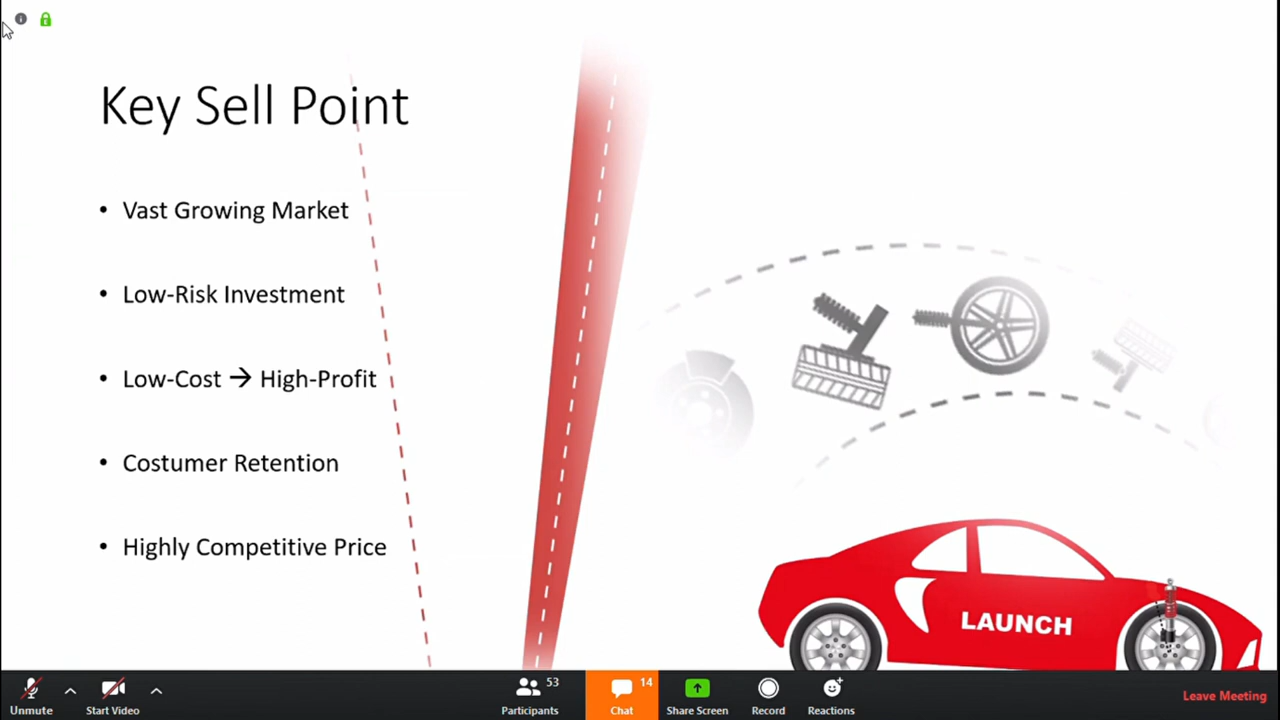 Key Sell Point
• Vast Growing Market
• Low-Risk Investment
• Low-Cost → High-Profit
• Costumer Retention
• Highly Competitive Price
LAUNCH
Unmute
Start Video
53
Participants
14
Chat
Share Screen
Record
Reactions
Leave Meeting